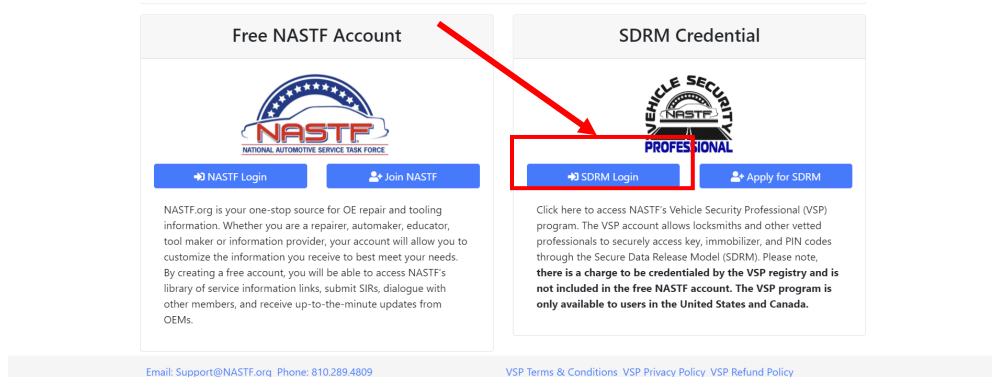 Free NASTF Account
NASTF
NATIONAL AUTOMOTIVE SERVICE TASK FORCE
NASTF Login
Join NASTF
NASTF.org is your one-stop source for OE repair and tooling
information. Whether you are a repairer, automaker, educator,
tool maker or information provider, your account will allow you to
customize the information you receive to best meet your needs.
By creating a free account, you will be able to access NASTF's
library of service information links, submit SIRs, dialogue with
other members, and receive up-to-the-minute updates from
OEMs.
SDRM Credential
VEHICLE SECURITY
NASTF
PROFESSIONAL
SDRM Login
Apply for SDRM
Click here to access NASTF's Vehicle Security Professional (VSP)
program. The VSP account allows locksmiths and other vetted
professionals to securely access key, immobilizer, and PIN codes
through the Secure Data Release Model (SDRM). Please note,
there is a charge to be credentialed by the VSP registry and is
not included in the free NASTF account. The VSP program is
only available to users in the United States and Canada.
Email: Support@NASTF.org Phone: 810.289.4809
VSP Terms & Conditions VSP Privacy Policy VSP Refund Policy